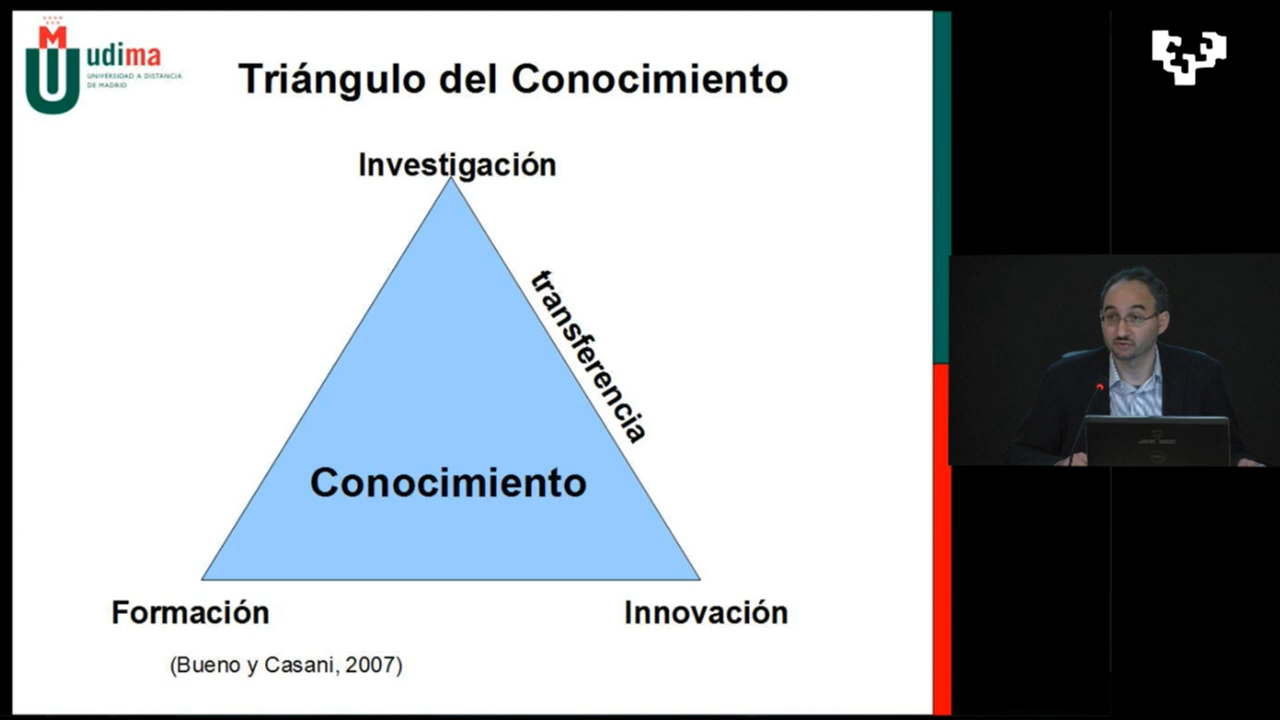 udima
UNIVERSIDAD A DISTANCIA
DE MADRID
Triángulo del Conocimiento
Investigación
transferencia
Conocimiento
Formación
Innovación
(Bueno y Casani, 2007)